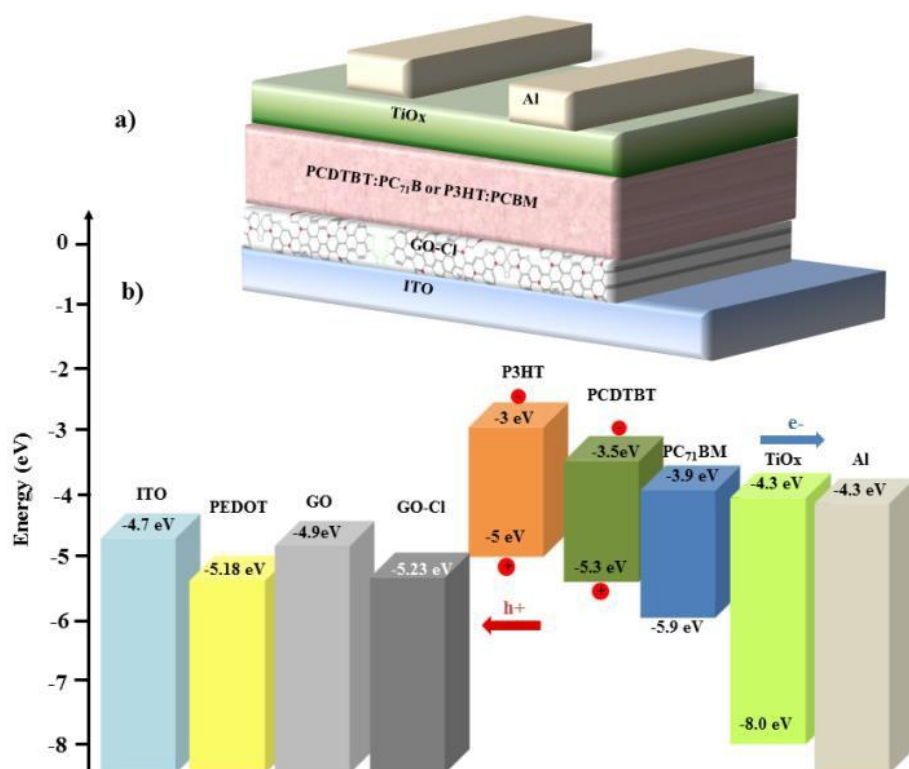 a)
Al
TiOx
PCDTBT:PC₇₁B or P3HT:PCBM
GO-Cl
ITO
b)
Energy (eV)
0
-1
-2
-3
-4
-5
-6
-7
-8
ITO
-4.7 eV
PEDOT
-5.18 eV
GO
-4.9eV
GO-Cl
-5.23 eV
P3HT
-
-3 eV
-5 eV
+
h+
PCDTBT
-
-3.5eV
-5.3 eV
+
PC₇₁BM
-3.9 eV
-5.9 eV
e-
TiOx
-4.3 eV
-8.0 eV
Al
-4.3 eV